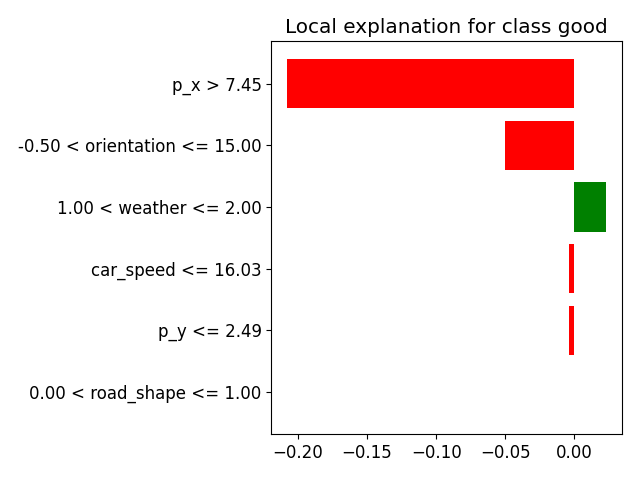 Local explanation for class good
p_x > 7.45
-0.50 < orientation <= 15.00
1.00 < weather <= 2.00
car_speed <= 16.03
p_y <= 2.49
0.00 < road_shape <= 1.00
−0.20 −0.15 −0.10 −0.05 0.00